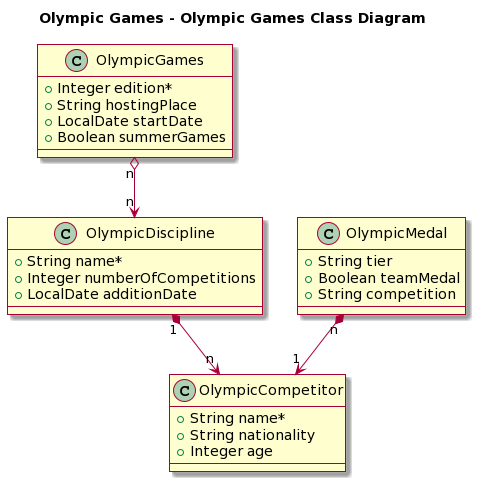 Olympic Games - Olympic Games Class Diagram
C OlympicGames
Integer edition*
String hostingPlace
LocalDate startDate
Boolean summerGames
n
n
C OlympicDiscipline
String name*
Integer numberOfCompetitions
LocalDate additionDate
C OlympicMedal
String tier
Boolean teamMedal
String competition
1
n
n
1
C OlympicCompetitor
String name*
String nationality
Integer age